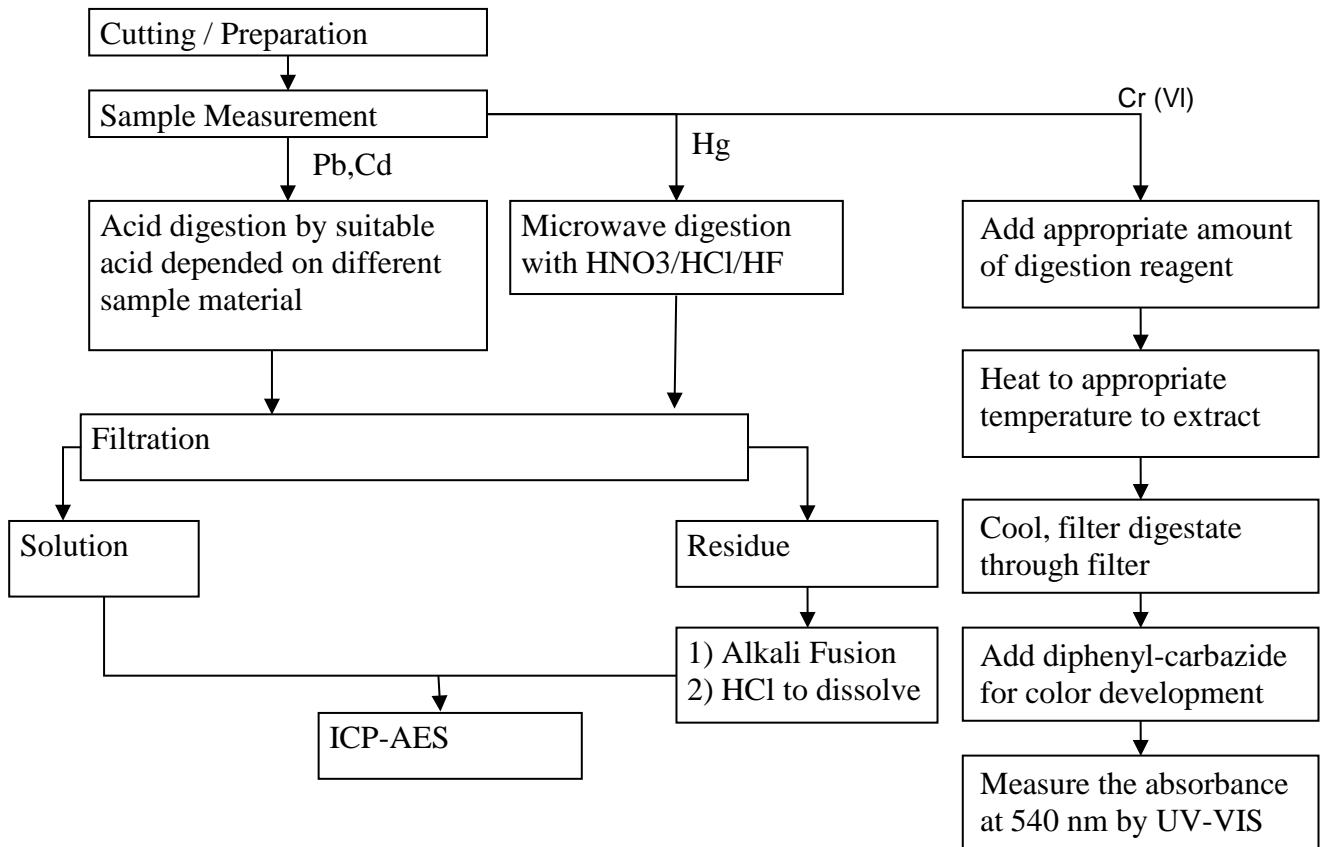 Cutting / Preparation
Sample Measurement
Cr (VI)
Hg
Pb,Cd
Acid digestion by suitable
acid depended on different
sample material
Microwave digestion
with HNO3/HCl/HF
Add appropriate amount
of digestion reagent
Heat to appropriate
temperature to extract
Filtration
Cool, filter digestate
through filter
Solution
Residue
1) Alkali Fusion
2) HCl to dissolve
Add diphenyl-carbazide
for color development
ICP-AES
Measure the absorbance
at 540 nm by UV-VIS